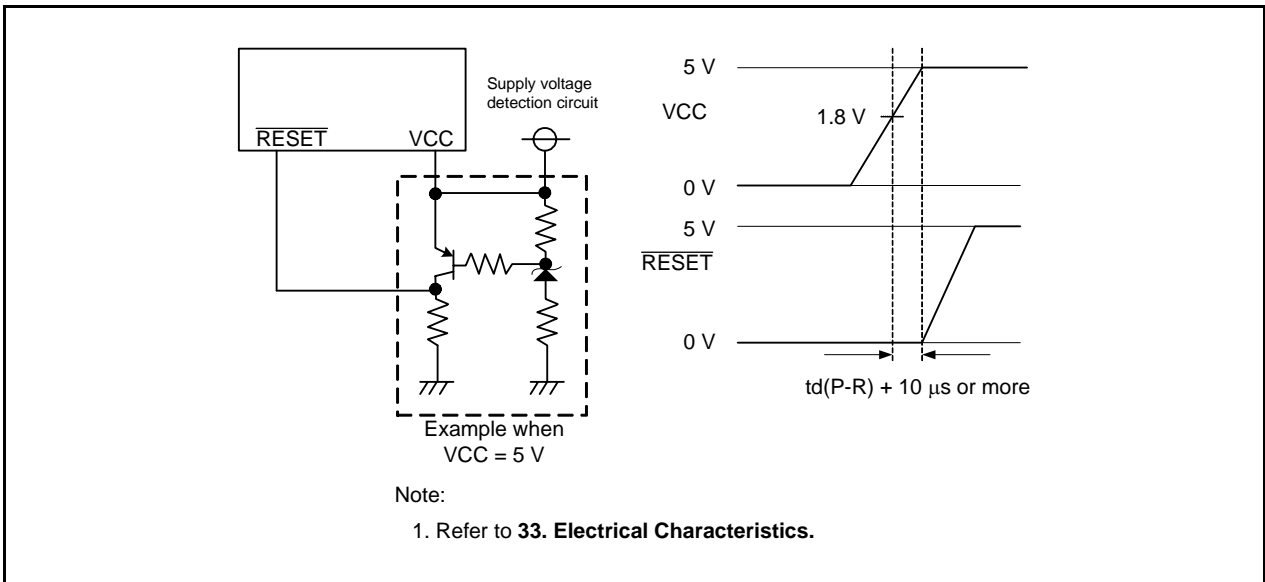 Supply voltage
detection circuit
RESET VCC
Example when
VCC = 5 V
5 V
VCC
1.8 V
0 V
5 V
RESET
0 V
td(P-R) + 10 μs or more
Note:
1. Refer to 33. Electrical Characteristics.